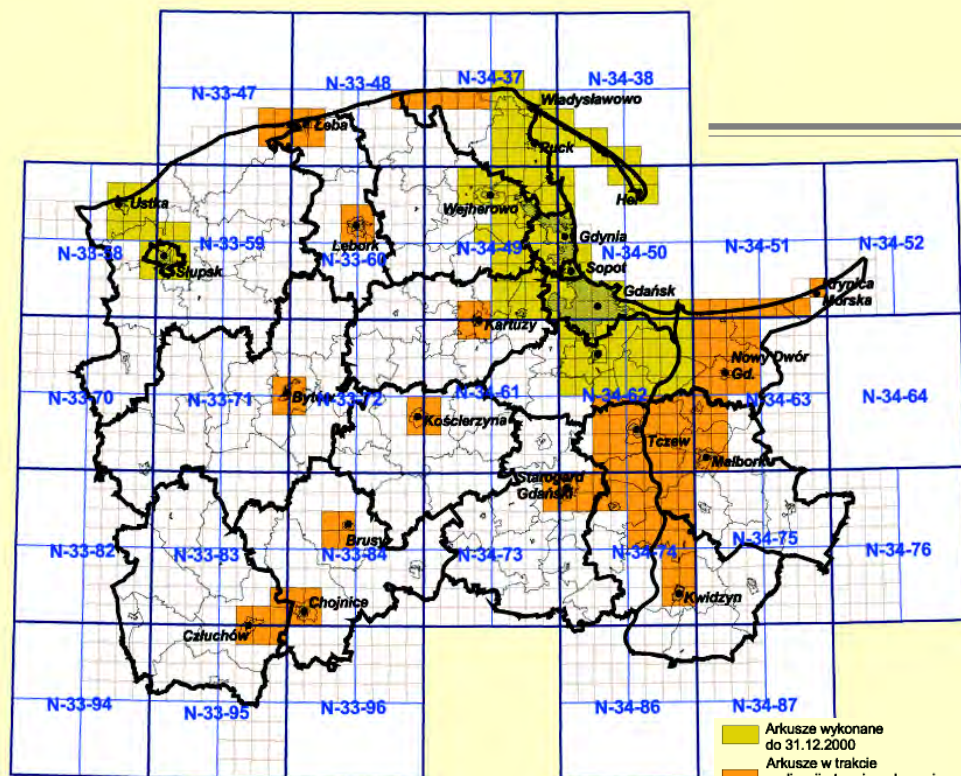 N-33-47
N-33-48
N-34-37
N-34-38
Władysławowo
Łeba
Puck
Ustka
Wejherowo
Hel
Lębork
Gdynia
N-33-58
N-33-59
N-33-60
N-34-49
N-34-50
N-34-51
N-34-52
Słupsk
Sopot
Gdańsk
Krynica
Morska
Kartuzy
Nowy Dwór
Gd.
N-33-70
N-33-71
Bytów
N-33-72
N-34-61
N-34-62
N-34-63
N-34-64
Kościerzyna
Tczew
Malbork
Starogard
Gdański
Brusy
N-33-82
N-33-83
N-33-84
N-34-73
N-34-74
N-34-75
N-34-76
Kwidzyn
Chojnice
Człuchów
N-33-94
N-33-95
N-33-96
N-34-86
N-34-87
Arkusze wykonane
do 31.12.2000
Arkusze w trakcie